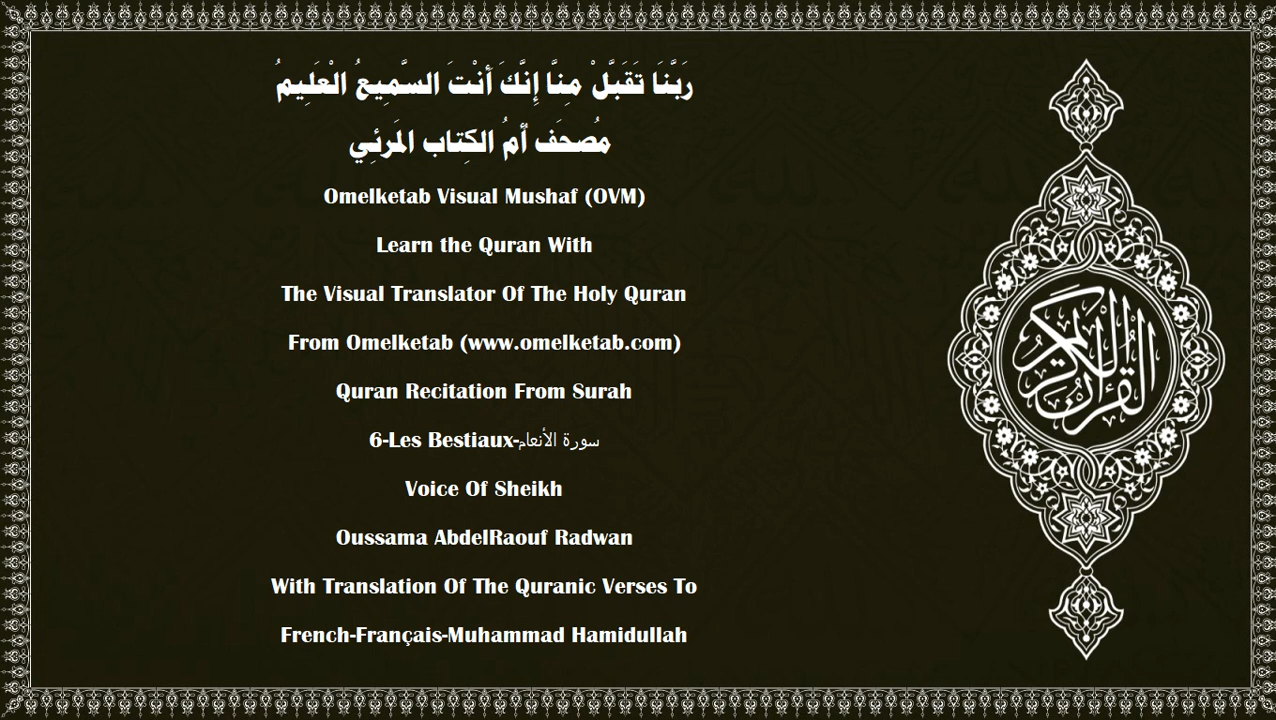 رَبَّنَا تَقَبَّلْ مِنَّا إِنَّكَ أَنْتَ السَّمِيعُ الْعَلِيمُ
مُصحَف أمُ الكِتاب المَرئِي
Omelketab Visual Mushaf (OVM)
Learn the Quran With
The Visual Translator Of The Holy Quran
From Omelketab (www.omelketab.com)
Quran Recitation From Surah
6-Les Bestiaux-سورة الأنعام
Voice Of Sheikh
Oussama AbdelRaouf Radwan
With Translation Of The Quranic Verses To
French-Français-Muhammad Hamidullah
القرآن الكريم